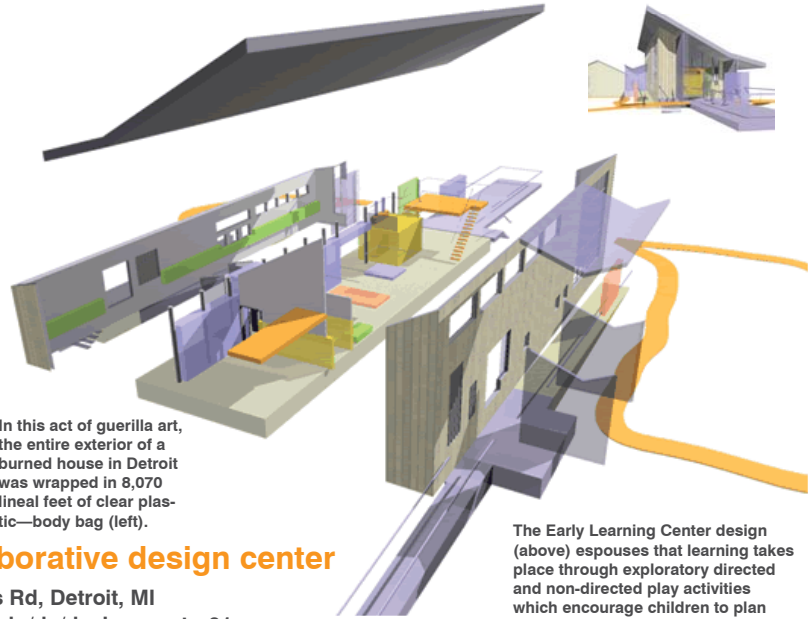 In this act of guerilla art,
the entire exterior of a
burned house in Detroit
was wrapped in 8,070
lineal feet of clear plas-
tic—body bag (left).
borative design center
s Rd, Detroit, MI
The Early Learning Center design
(above) espouses that learning takes
place through exploratory directed
and non-directed play activities
which encourage children to plan